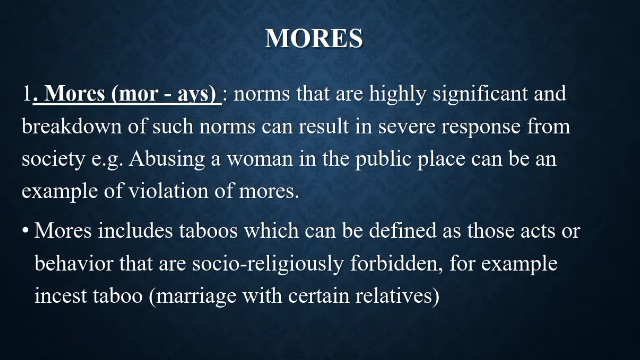 MORES
1. Mores (mor - ays) : norms that are highly significant and
breakdown of such norms can result in severe response from
society e.g. Abusing a woman in the public place can be an
example of violation of mores.
• Mores includes taboos which can be defined as those acts or
behavior that are socio-religiously forbidden, for example
incest taboo (marriage with certain relatives)